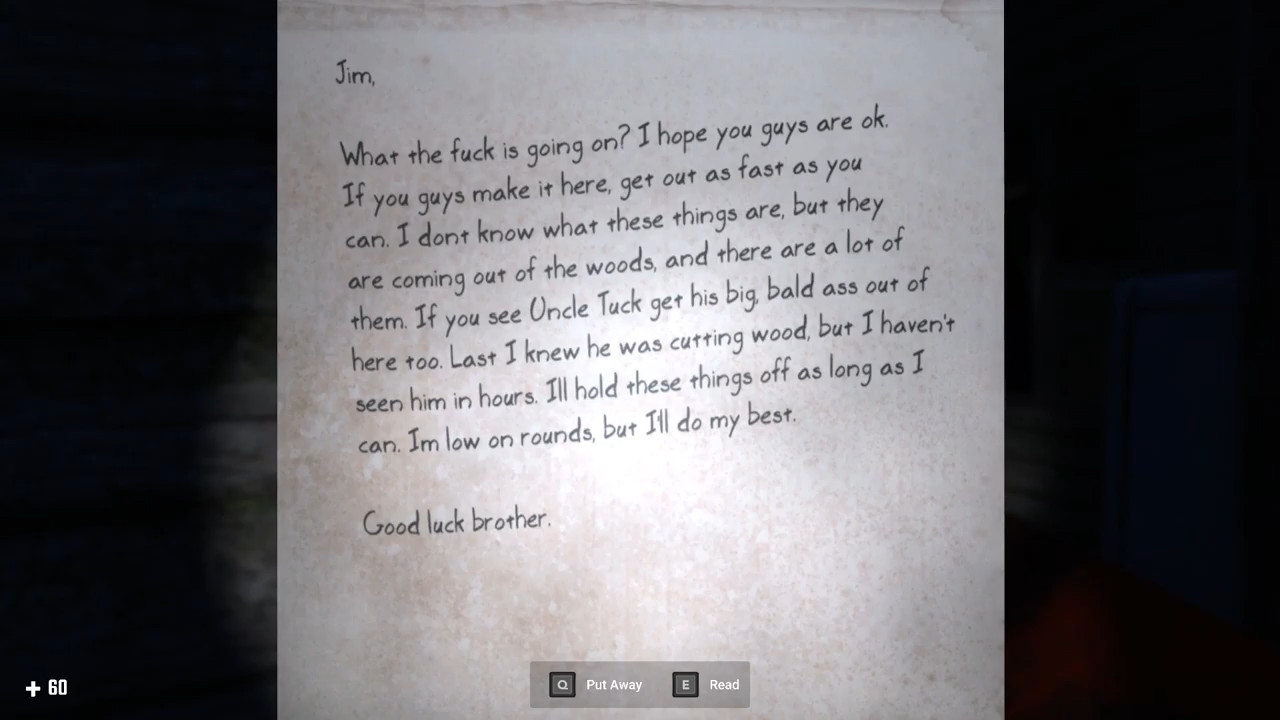 Jim,
What the fuck is going on? I hope you guys are ok.
If you guys make it here, get out as fast as you
can. I dont know what these things are, but they
are coming out of the woods, and there are a lot of
them. If you see Uncle Tuck get his big, bald ass out of
here too. Last I knew he was cutting wood, but I haven't
seen him in hours. Ill hold these things off as long as I
can. Im low on rounds, but I'll do my best.
Good luck brother.
+ 60
Q Put Away E Read